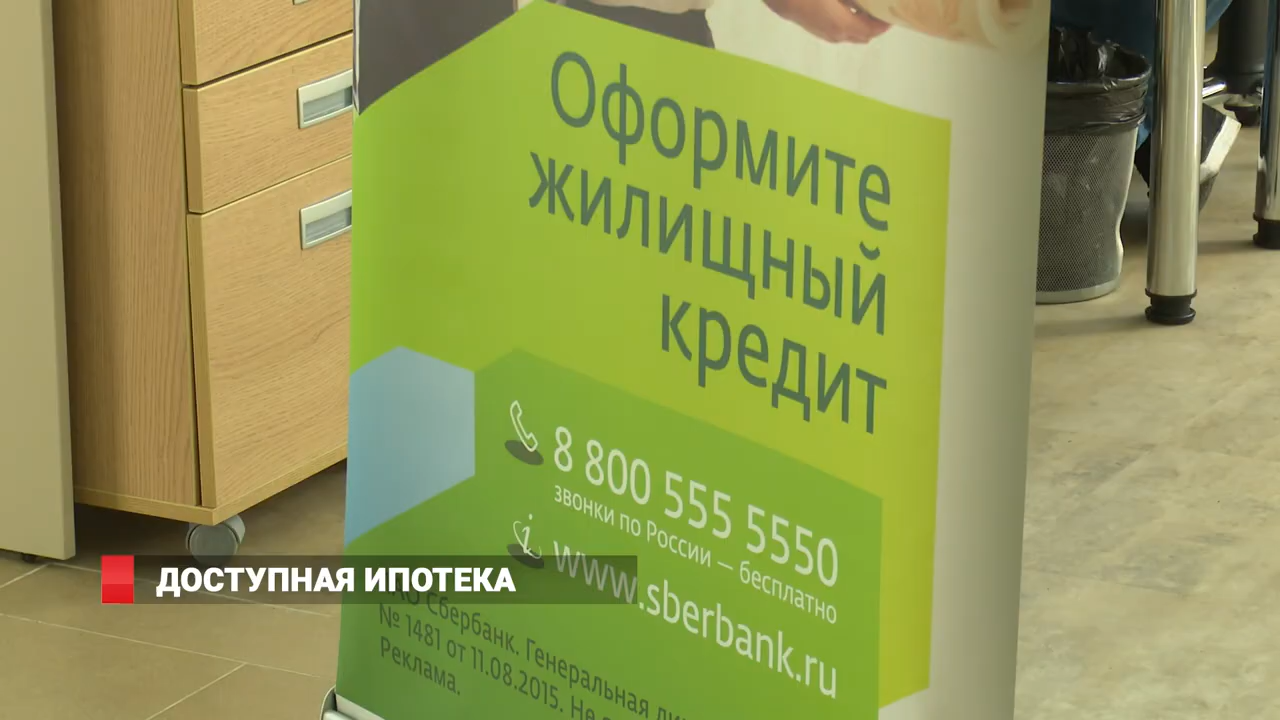 Оформите
жилищный
кредит
8 800 555 5550
звонки по России — бесплатно
www.sberbank.ru
ДОСТУПНАЯ ИПОТЕКА
Сбербанк. Генеральная
№ 1481 от 11.08.2015. Не
Реклама.